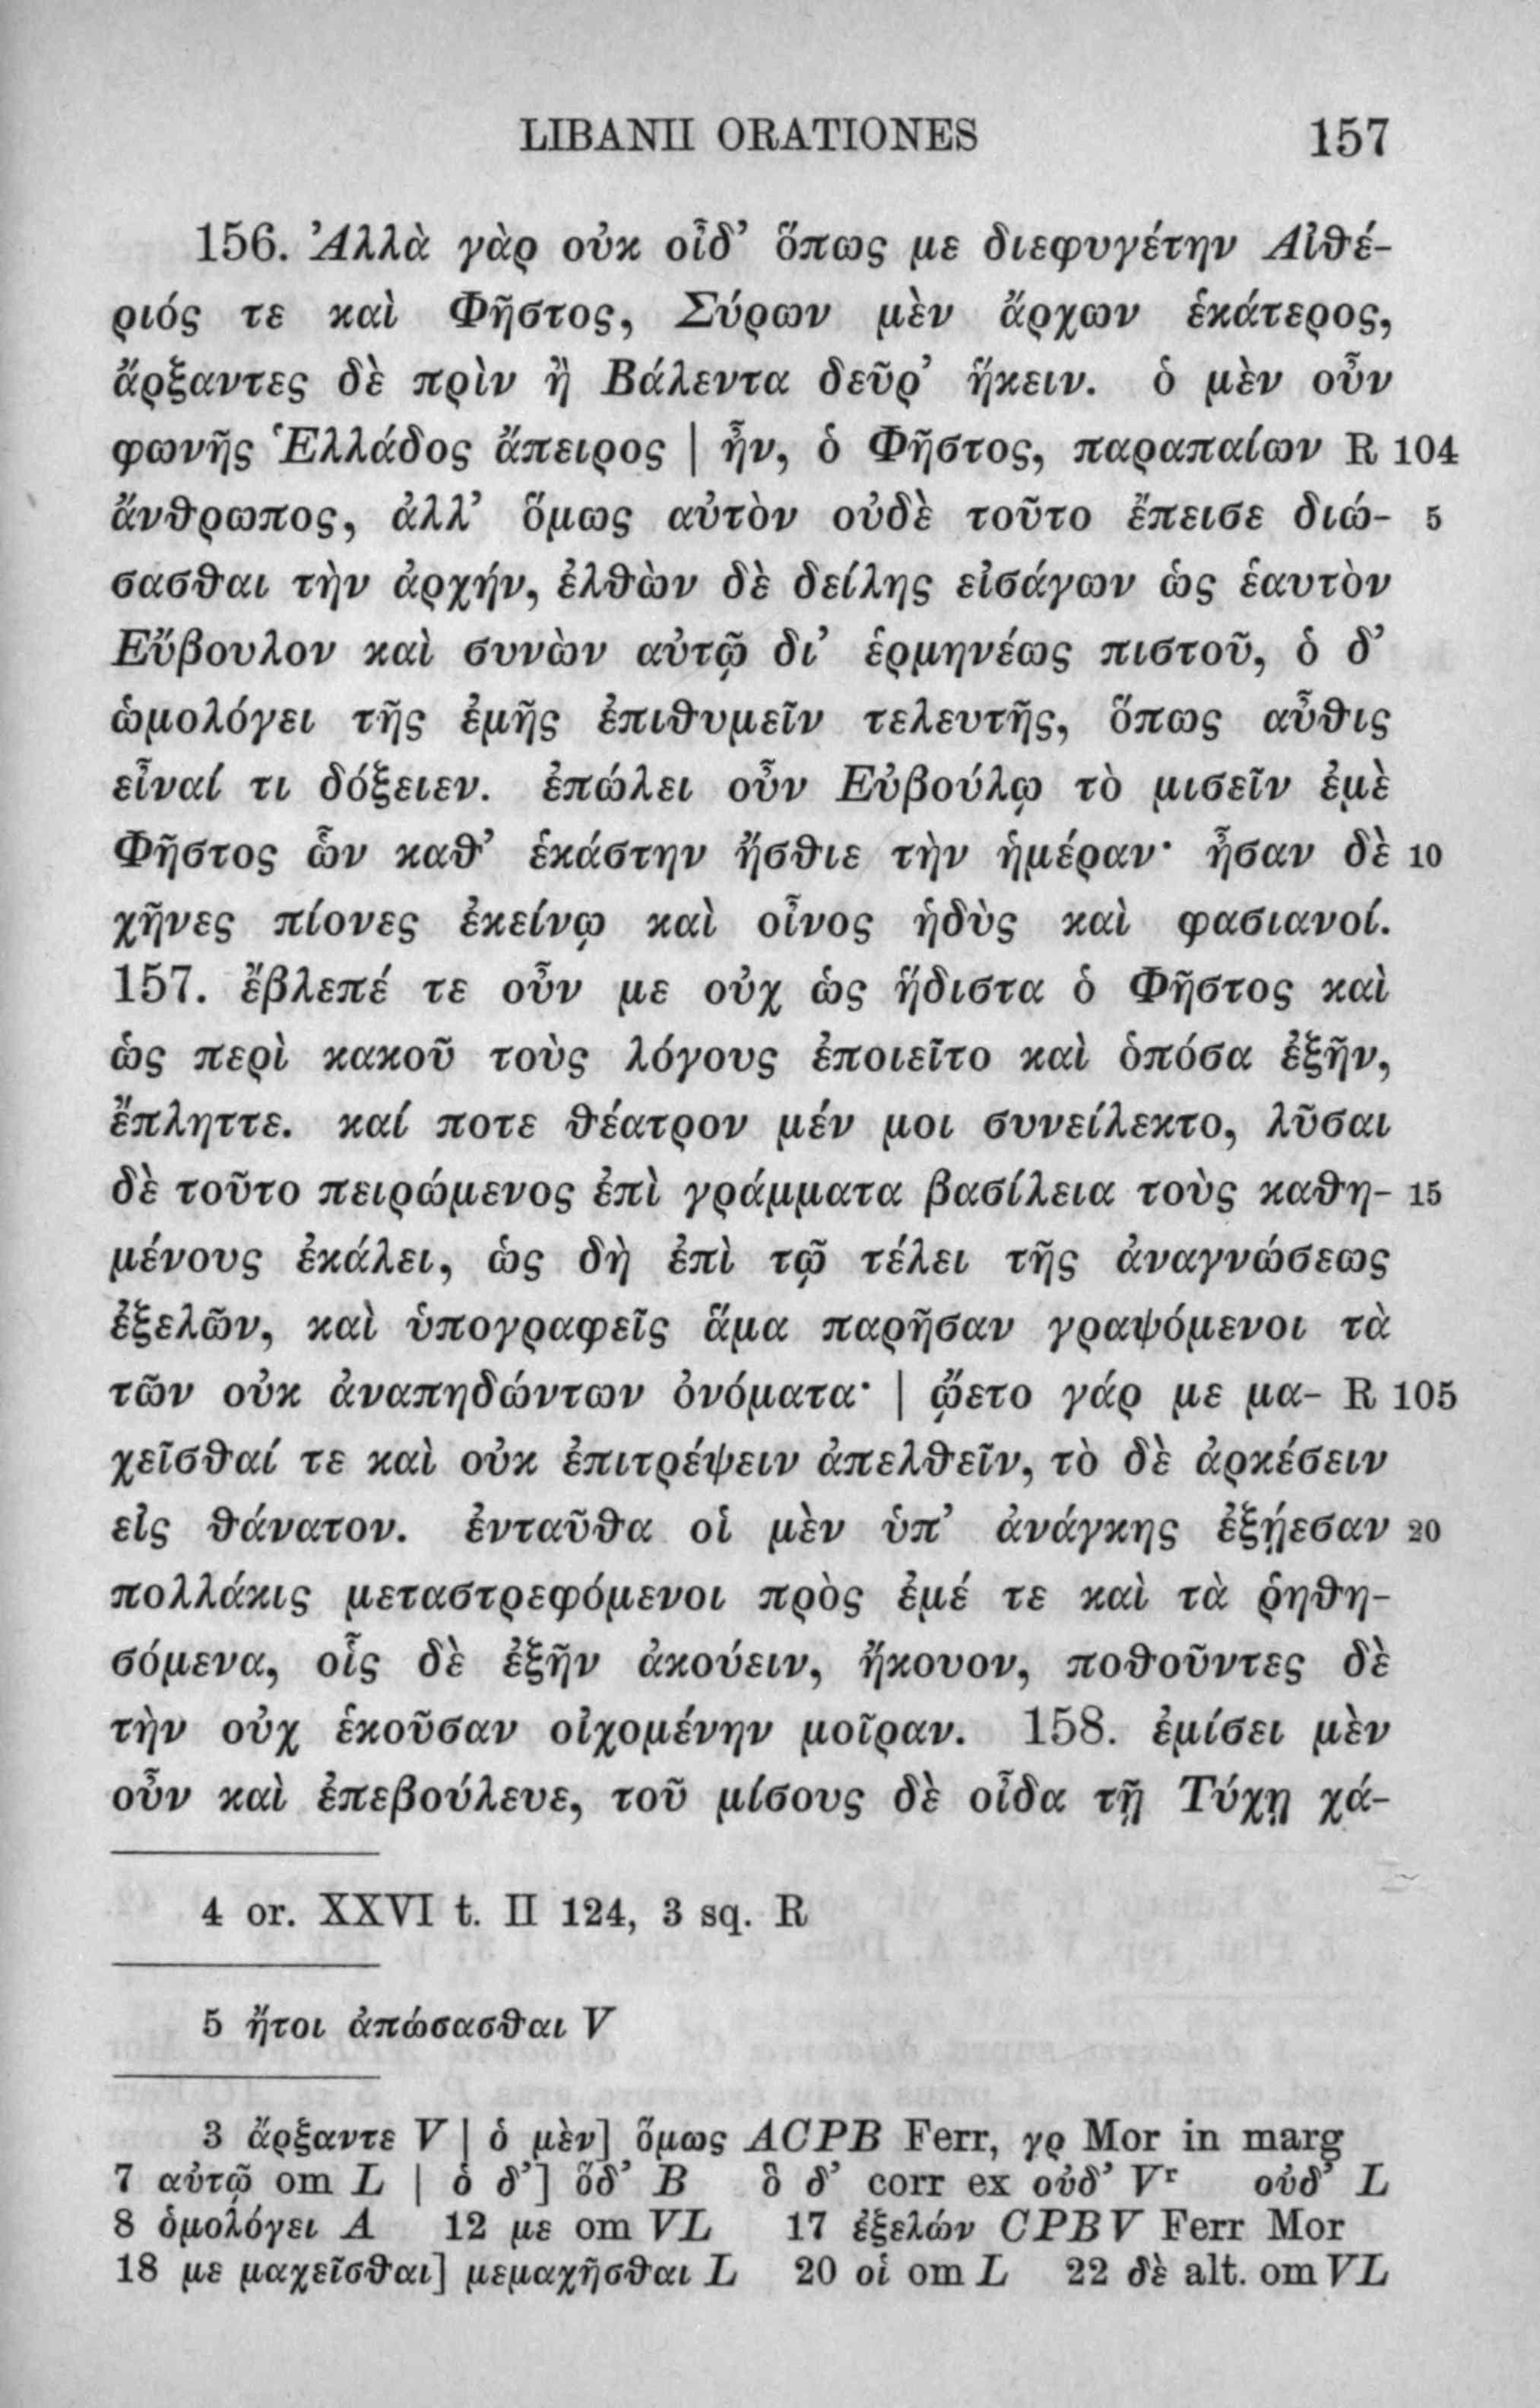 LIBANII ORATIONES 157
156. Ἀλλὰ γὰρ οὐκ οἶδ’ ὅπως με διεφυγέτην Αἰθέ-
ριός τε καὶ Φῆστος, Σύρων μὲν ἄρχων ἑκάτερος,
ἄρξαντες δὲ πρὶν ἢ Βάλεντα δεῦρ’ ἥκειν. ὁ μὲν οὖν
φωνῆς Ἑλλάδος ἄπειρος | ἦν, ὁ Φῆστος, παραπαίων R 104
ἄνθρωπος, ἀλλ’ ὅμως αὐτὸν οὐδὲ τοῦτο ἔπεισε διώ- 5
σασθαι τὴν ἀρχήν, ἐλθὼν δὲ δείλης εἰσάγων ὡς ἑαυτὸν
Εὔβουλον καὶ συνὼν αὐτῷ δι’ ἑρμηνέως πιστοῦ, ὁ δ’
ὡμολόγει τῆς ἐμῆς ἐπιθυμεῖν τελευτῆς, ὅπως αὖθις
εἶναί τι δόξειεν. ἐπώλει οὖν Εὐβούλῳ τὸ μισεῖν ἐμὲ
Φῆστος ὧν καθ’ ἑκάστην ἤσθιε τὴν ἡμέραν· ἦσαν δὲ 10
χῆνες πίονες ἐκείνῳ καὶ οἶνος ἡδὺς καὶ φασιανοί.
157. ἔβλεπέ τε οὖν με οὐχ ὡς ἥδιστα ὁ Φῆστος καὶ
ὡς περὶ κακοῦ τοὺς λόγους ἐποιεῖτο καὶ ὁπόσα ἐξῆν,
ἔπληττε. καί ποτε θέατρον μέν μοι συνείλεκτο, λῦσαι
δὲ τοῦτο πειρώμενος ἐπὶ γράμματα βασίλεια τοὺς καθη- 15
μένους ἐκάλει, ὡς δὴ ἐπὶ τῷ τέλει τῆς ἀναγνώσεως
ἐξελῶν, καὶ ὑπογραφεῖς ἅμα παρῆσαν γραψόμενοι τὰ
τῶν οὐκ ἀναπηδώντων ὀνόματα· | ᾤετο γάρ με μα- R 105
χεῖσθαί τε καὶ οὐκ ἐπιτρέψειν ἀπελθεῖν, τὸ δὲ ἀρκέσειν
εἰς θάνατον. ἐνταῦθα οἱ μὲν ὑπ’ ἀνάγκης ἐξῄεσαν 20
πολλάκις μεταστρεφόμενοι πρὸς ἐμέ τε καὶ τὰ ῥηθη-
σόμενα, οἷς δὲ ἐξῆν ἀκούειν, ἤκουον, ποθοῦντες δὲ
τὴν οὐχ ἑκοῦσαν οἰχομένην μοῖραν. 158. ἐμίσει μὲν
οὖν καὶ ἐπεβούλευε, τοῦ μίσους δὲ οἶδα τῇ Τύχῃ χά-
4 or. XXVI t. II 124, 3 sq. R
5 ἤτοι ἀπώσασθαι V
3 ἄρξαντε V | ὁ μὲν] ὅμως ACPB Ferr, γρ Mor in marg
7 αὐτῷ om L | ὁ δ’] ὅδ’ B ὃ δ’ corr ex οὐδ’ Vʳ οὐδ’ L
8 ὁμολόγει A 12 με om VL 17 ἐξελών CPBV Ferr Mor
18 με μαχεῖσθαι] μεμαχῆσθαι L 20 οἱ om L 22 δὲ alt. om VL